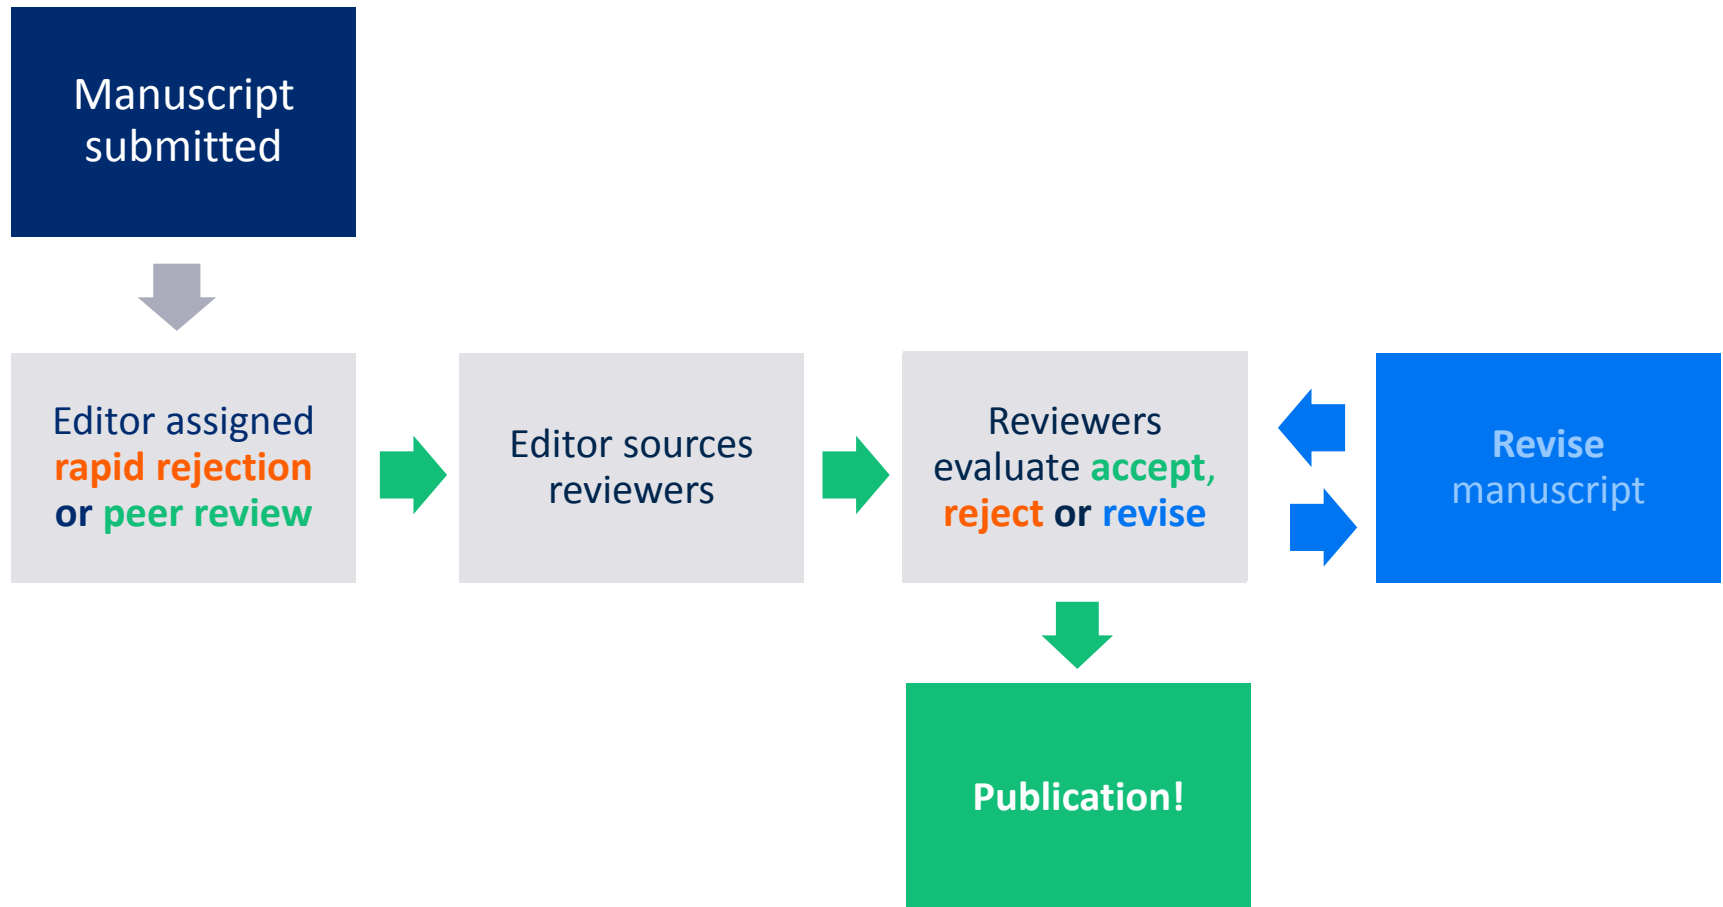 Manuscript
submitted
Editor assigned
rapid rejection
or peer review
Editor sources
reviewers
Reviewers
evaluate accept,
reject or revise
Revise
manuscript
Publication!